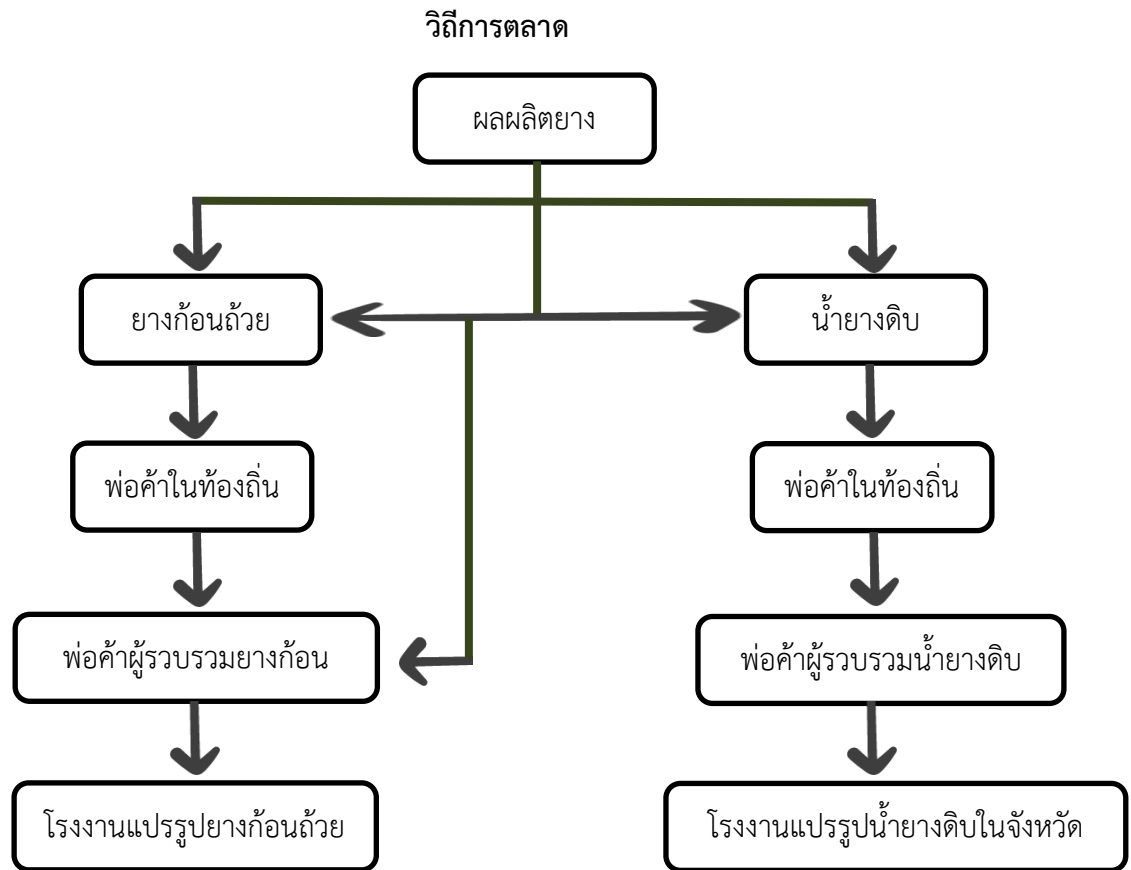 วิถีการตลาด
ผลผลิตยาง
ยางก้อนถ้วย
น้ำยางดิบ
พ่อค้าในท้องถิ่น
พ่อค้าในท้องถิ่น
พ่อค้าผู้รวบรวมยางก้อน
พ่อค้าผู้รวบรวมน้ำยางดิบ
โรงงานแปรรูปยางก้อนถ้วย
โรงงานแปรรูปน้ำยางดิบในจังหวัด